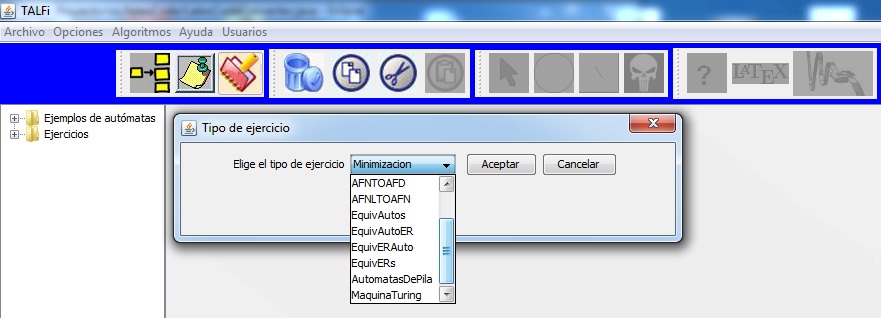 TALFi
Archivo Opciones Algoritmos Ayuda Usuarios
? LATEX
Ejemplos de autómatas
Ejercicios
Tipo de ejercicio
Elige el tipo de ejercicio Minimizacion Aceptar Cancelar
AFNTOAFD
AFNLTOAFN
EquivAutos
EquivAutoER
EquivERAuto
EquivERs
AutomatasDePila
MaquinaTuring